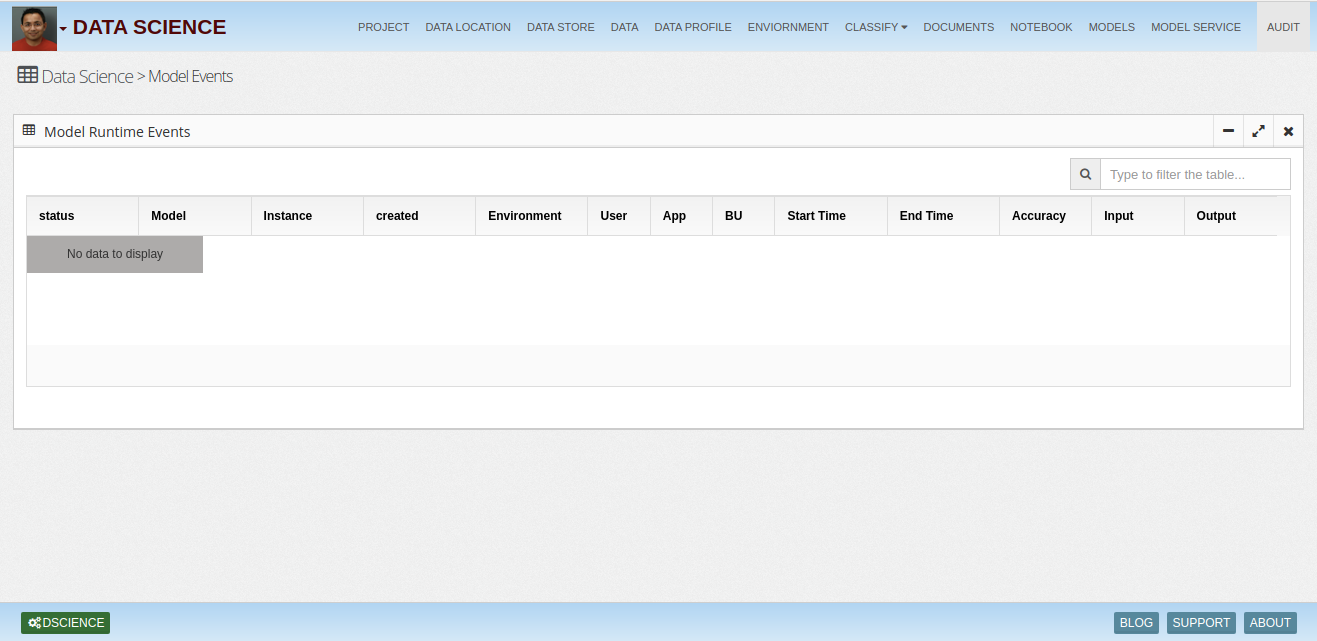 DATA SCIENCE PROJECT DATA LOCATION DATA STORE DATA DATA PROFILE ENVIORNMENT CLASSIFY DOCUMENTS NOTEBOOK MODELS MODEL SERVICE AUDIT
Data Science > Model Events
Model Runtime Events
Type to filter the table...
status Model Instance created Environment User App BU Start Time End Time Accuracy Input Output
No data to display
DSCIENCE BLOG SUPPORT ABOUT